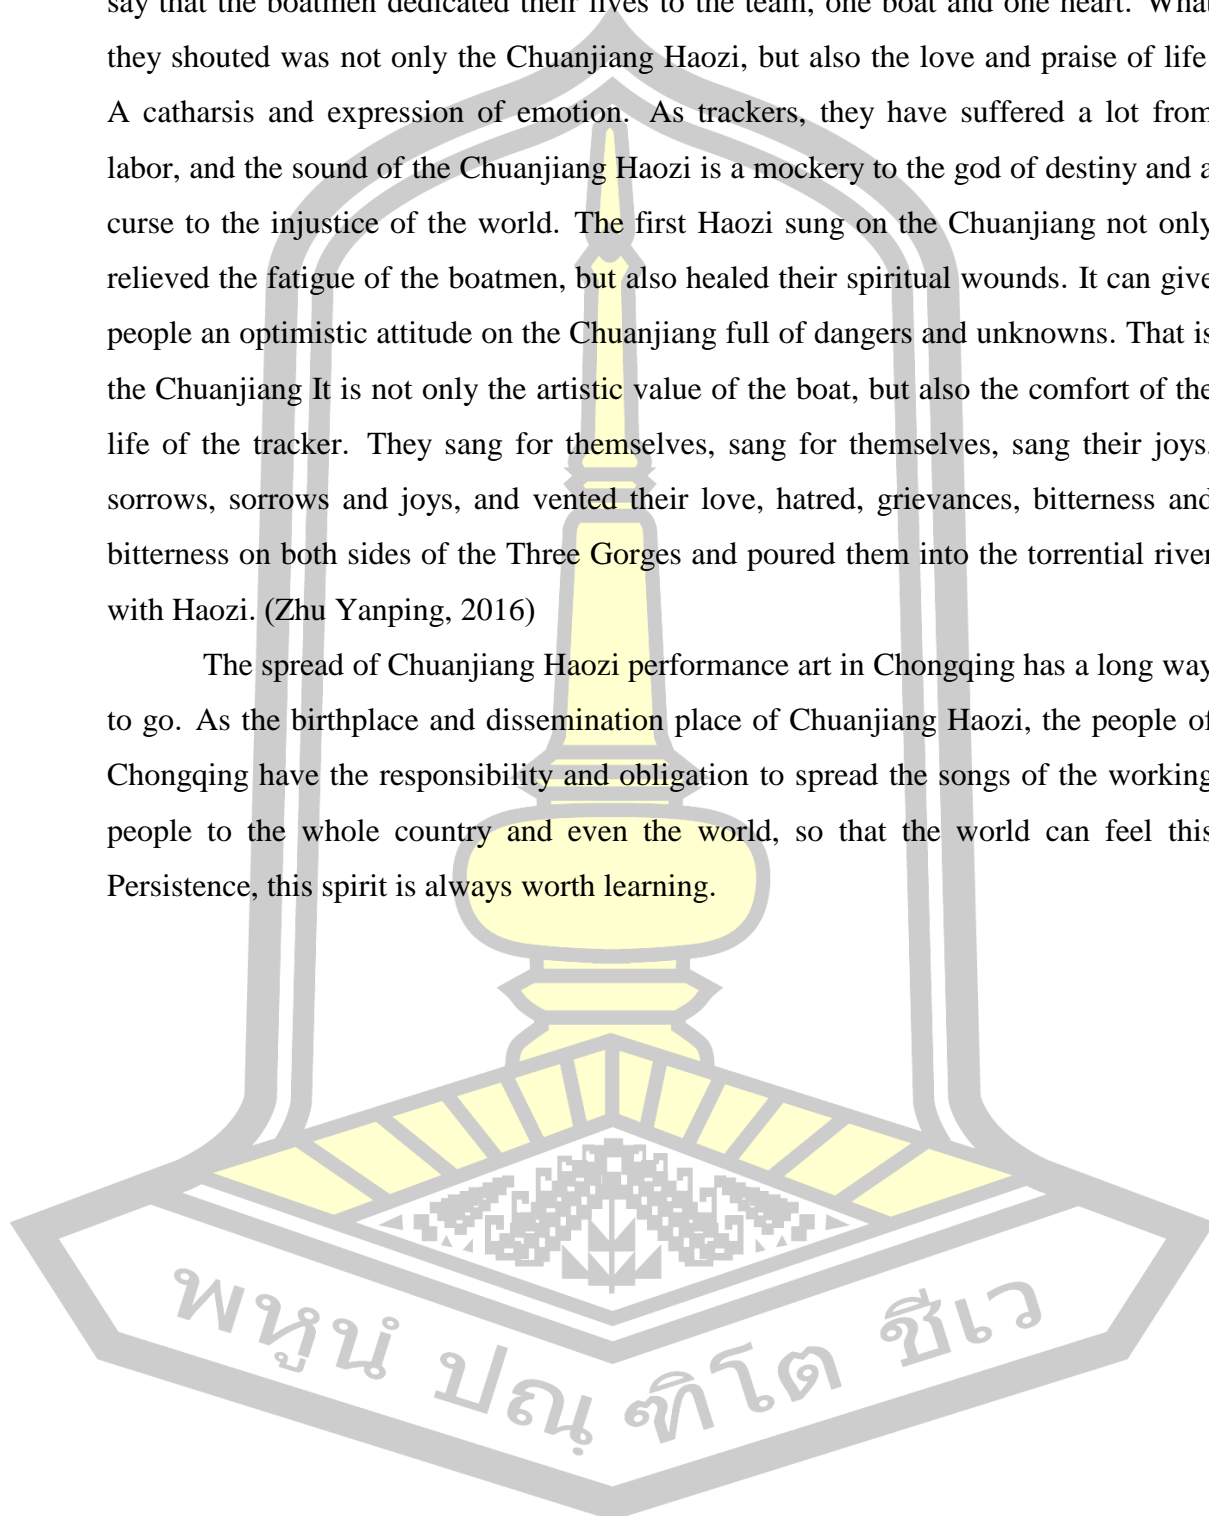 say that the boatmen dedicated their lives to the team, one boat and one heart. What
they shouted was not only the Chuanjiang Haozi, but also the love and praise of life
A catharsis and expression of emotion. As trackers, they have suffered a lot from
labor, and the sound of the Chuanjiang Haozi is a mockery to the god of destiny and a
curse to the injustice of the world. The first Haozi sung on the Chuanjiang not only
relieved the fatigue of the boatmen, but also healed their spiritual wounds. It can give
people an optimistic attitude on the Chuanjiang full of dangers and unknowns. That is
the Chuanjiang It is not only the artistic value of the boat, but also the comfort of the
life of the tracker. They sang for themselves, sang for themselves, sang their joys,
sorrows, sorrows and joys, and vented their love, hatred, grievances, bitterness and
bitterness on both sides of the Three Gorges and poured them into the torrential river
with Haozi. (Zhu Yanping, 2016)
The spread of Chuanjiang Haozi performance art in Chongqing has a long way
to go. As the birthplace and dissemination place of Chuanjiang Haozi, the people of
Chongqing have the responsibility and obligation to spread the songs of the working
people to the whole country and even the world, so that the world can feel this
Persistence, this spirit is always worth learning.
พหูนํ ปณฺฑิโต ชีเว